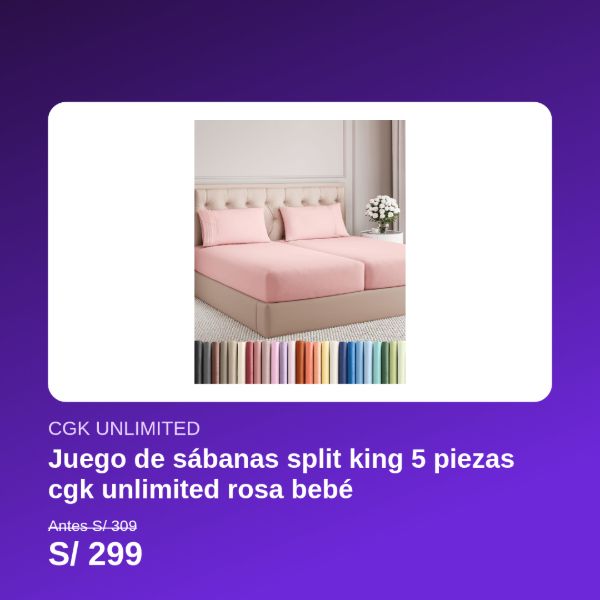 CGK UNLIMITED
Juego de sábanas split king 5 piezas
cgk unlimited rosa bebé
Antes S/ 309
S/ 299